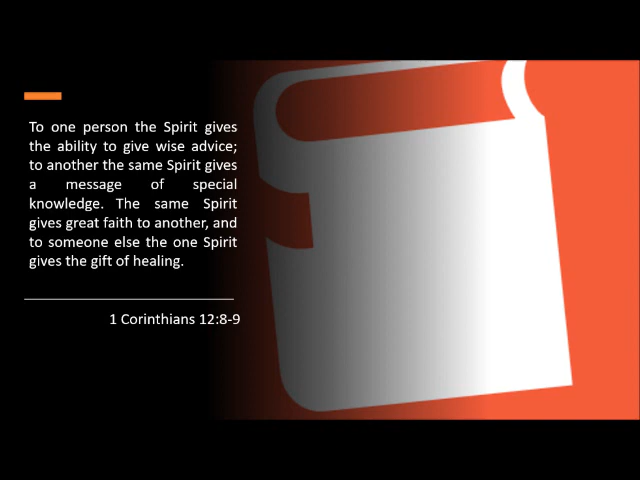 To one person the Spirit gives
the ability to give wise advice;
to another the same Spirit gives
a message of special
knowledge. The same Spirit
gives great faith to another, and
to someone else the one Spirit
gives the gift of healing.
1 Corinthians 12:8-9